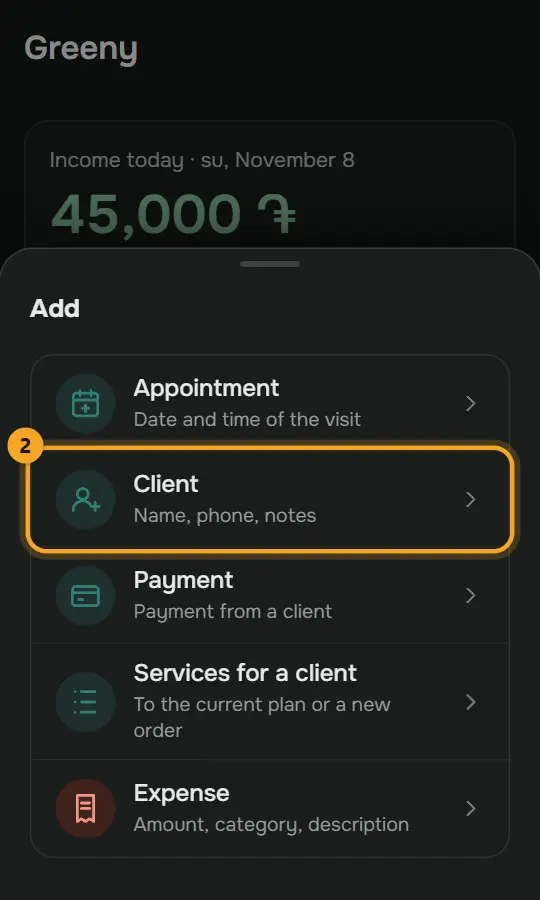 Greeny
Income today · su, November 8
45,000 ֏
Add
Appointment
Date and time of the visit
2
Client
Name, phone, notes
Payment
Payment from a client
Services for a client
To the current plan or a new
order
Expense
Amount, category, description